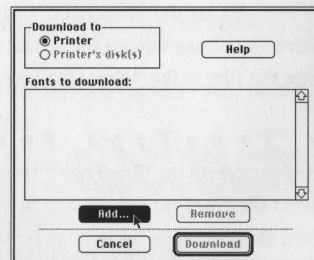 Download to
Printer
Printer's disk(s)
Help
Fonts to download:
Add...
Remove
Cancel
Download